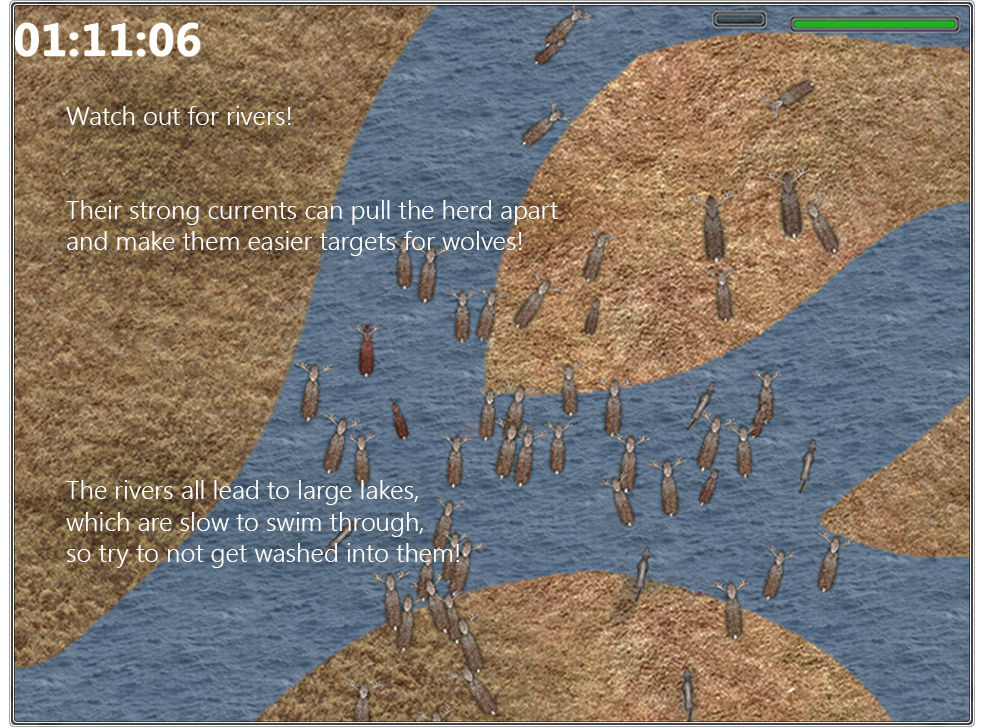 01:11:06
Watch out for rivers!
Their strong currents can pull the herd apart
and make them easier targets for wolves!
The rivers all lead to large lakes,
which are slow to swim through,
so try to not get washed into them!